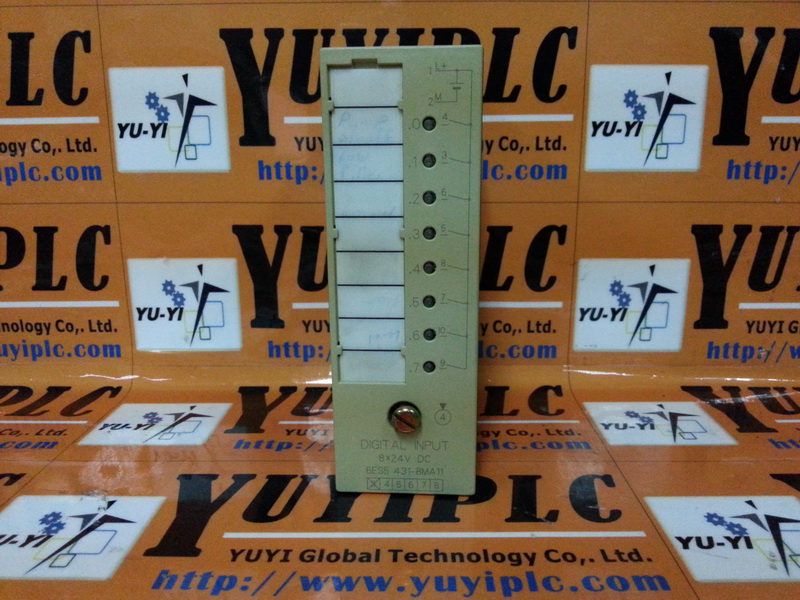 YUYIPLC
YU-YI
YUYI Global Technology Co,. Ltd.
http://www.yuyiplc.com
1 L+
2 M
.0 4
.1 3
.2 6
.3 5
.4 8
.5 7
.6 10
.7 9
4
DIGITAL INPUT
8×24V DC
6ES5 431-8MA11
X 4 5 6 7 8